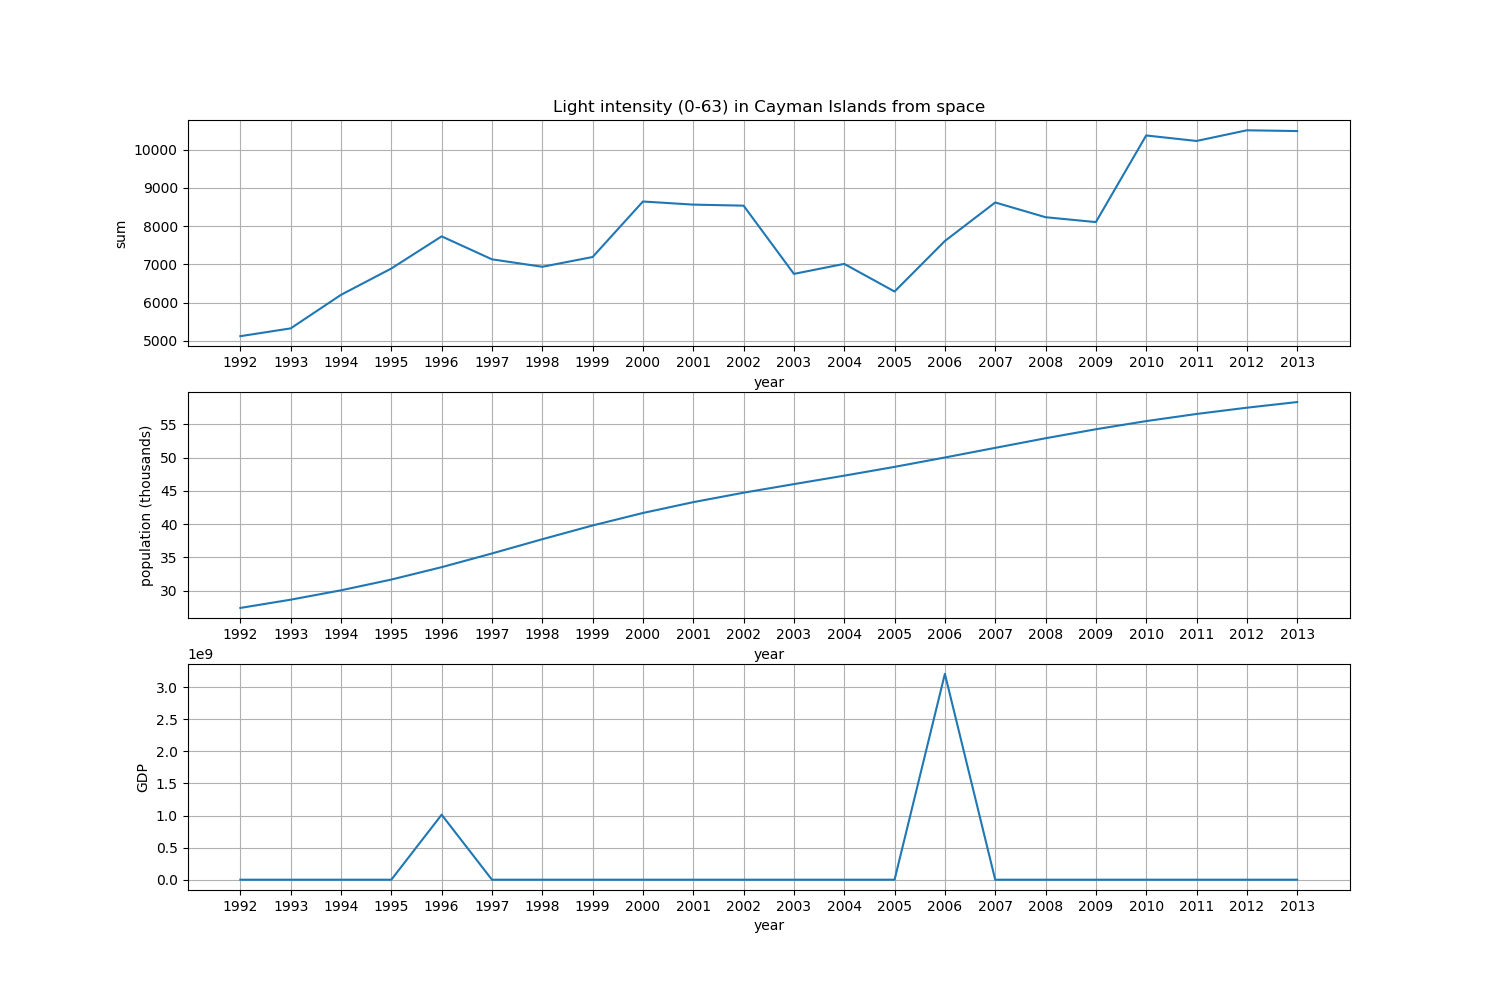 Light intensity (0-63) in Cayman Islands from space
10000
9000
8000
7000
6000
5000
sum
1992 1993 1994 1995 1996 1997 1998 1999 2000 2001 2002 2003 2004 2005 2006 2007 2008 2009 2010 2011 2012 2013
year
55
50
45
40
35
30
population (thousands)
1992 1993 1994 1995 1996 1997 1998 1999 2000 2001 2002 2003 2004 2005 2006 2007 2008 2009 2010 2011 2012 2013
year
1e9
3.0
2.5
2.0
1.5
1.0
0.5
0.0
GDP
1992 1993 1994 1995 1996 1997 1998 1999 2000 2001 2002 2003 2004 2005 2006 2007 2008 2009 2010 2011 2012 2013
year